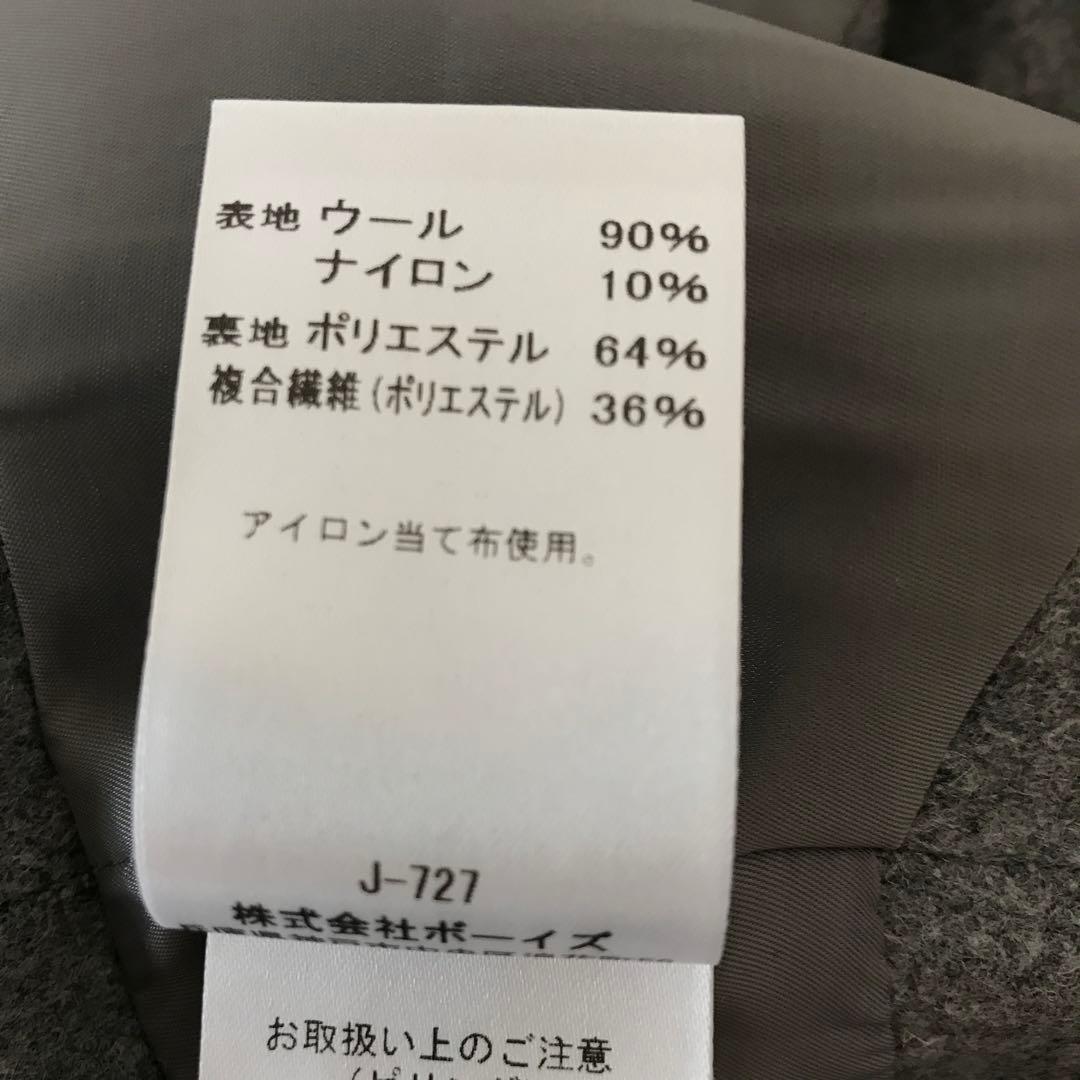 表地 ウール 90%
ナイロン 10%
裏地 ポリエステル 64%
複合繊維(ポリエステル) 36%
アイロン当て布使用。
J-727
株式会社ボーイズ
お取扱い上のご注意